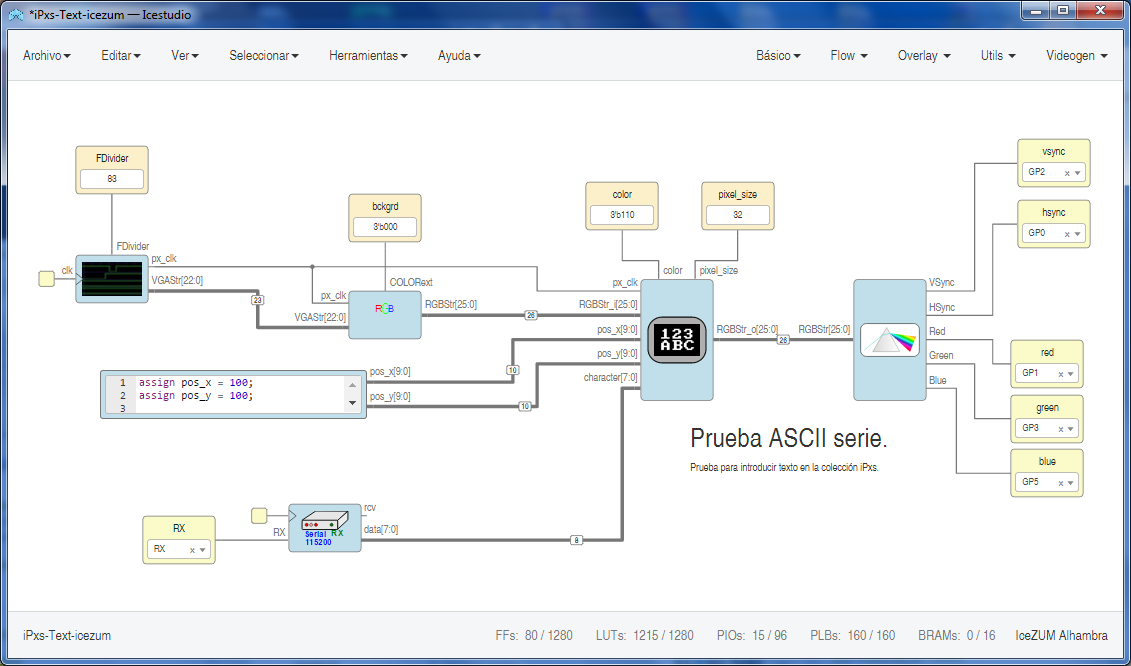 *iPxs-Text-icezum — Icestudio
Archivo Editar Ver Seleccionar Herramientas Ayuda Básico Flow Overlay Utils Videogen
FDivider
83
FDivider
clk
px_clk
VGAStr[22:0]
23
bckgrd
3'b000
COLORext
px_clk
VGAStr[22:0]
RGB
RGBStr[25:0]
26
color
3'b110
pixel_size
32
color
pixel_size
px_clk
RGBStr_i[25:0]
pos_x[9:0]
pos_y[9:0]
character[7:0]
123
ABC
RGBStr_o[25:0]
26
RGBStr[25:0]
VSync
HSync
Red
Green
Blue
vsync
GP2 x
hsync
GP0 x
red
GP1 x
green
GP3 x
blue
GP5 x
1 assign pos_x = 100;
2 assign pos_y = 100;
3
pos_x[9:0]
10
pos_y[9:0]
10
Prueba ASCII serie.
Prueba para introducir texto en la colección iPxs.
RX
RX x
RX
Serial RX
115200
rcv
data[7:0]
8
iPxs-Text-icezum FFs: 80 / 1280 LUTs: 1215 / 1280 PIOs: 15 / 96 PLBs: 160 / 160 BRAMs: 0 / 16 IceZUM Alhambra